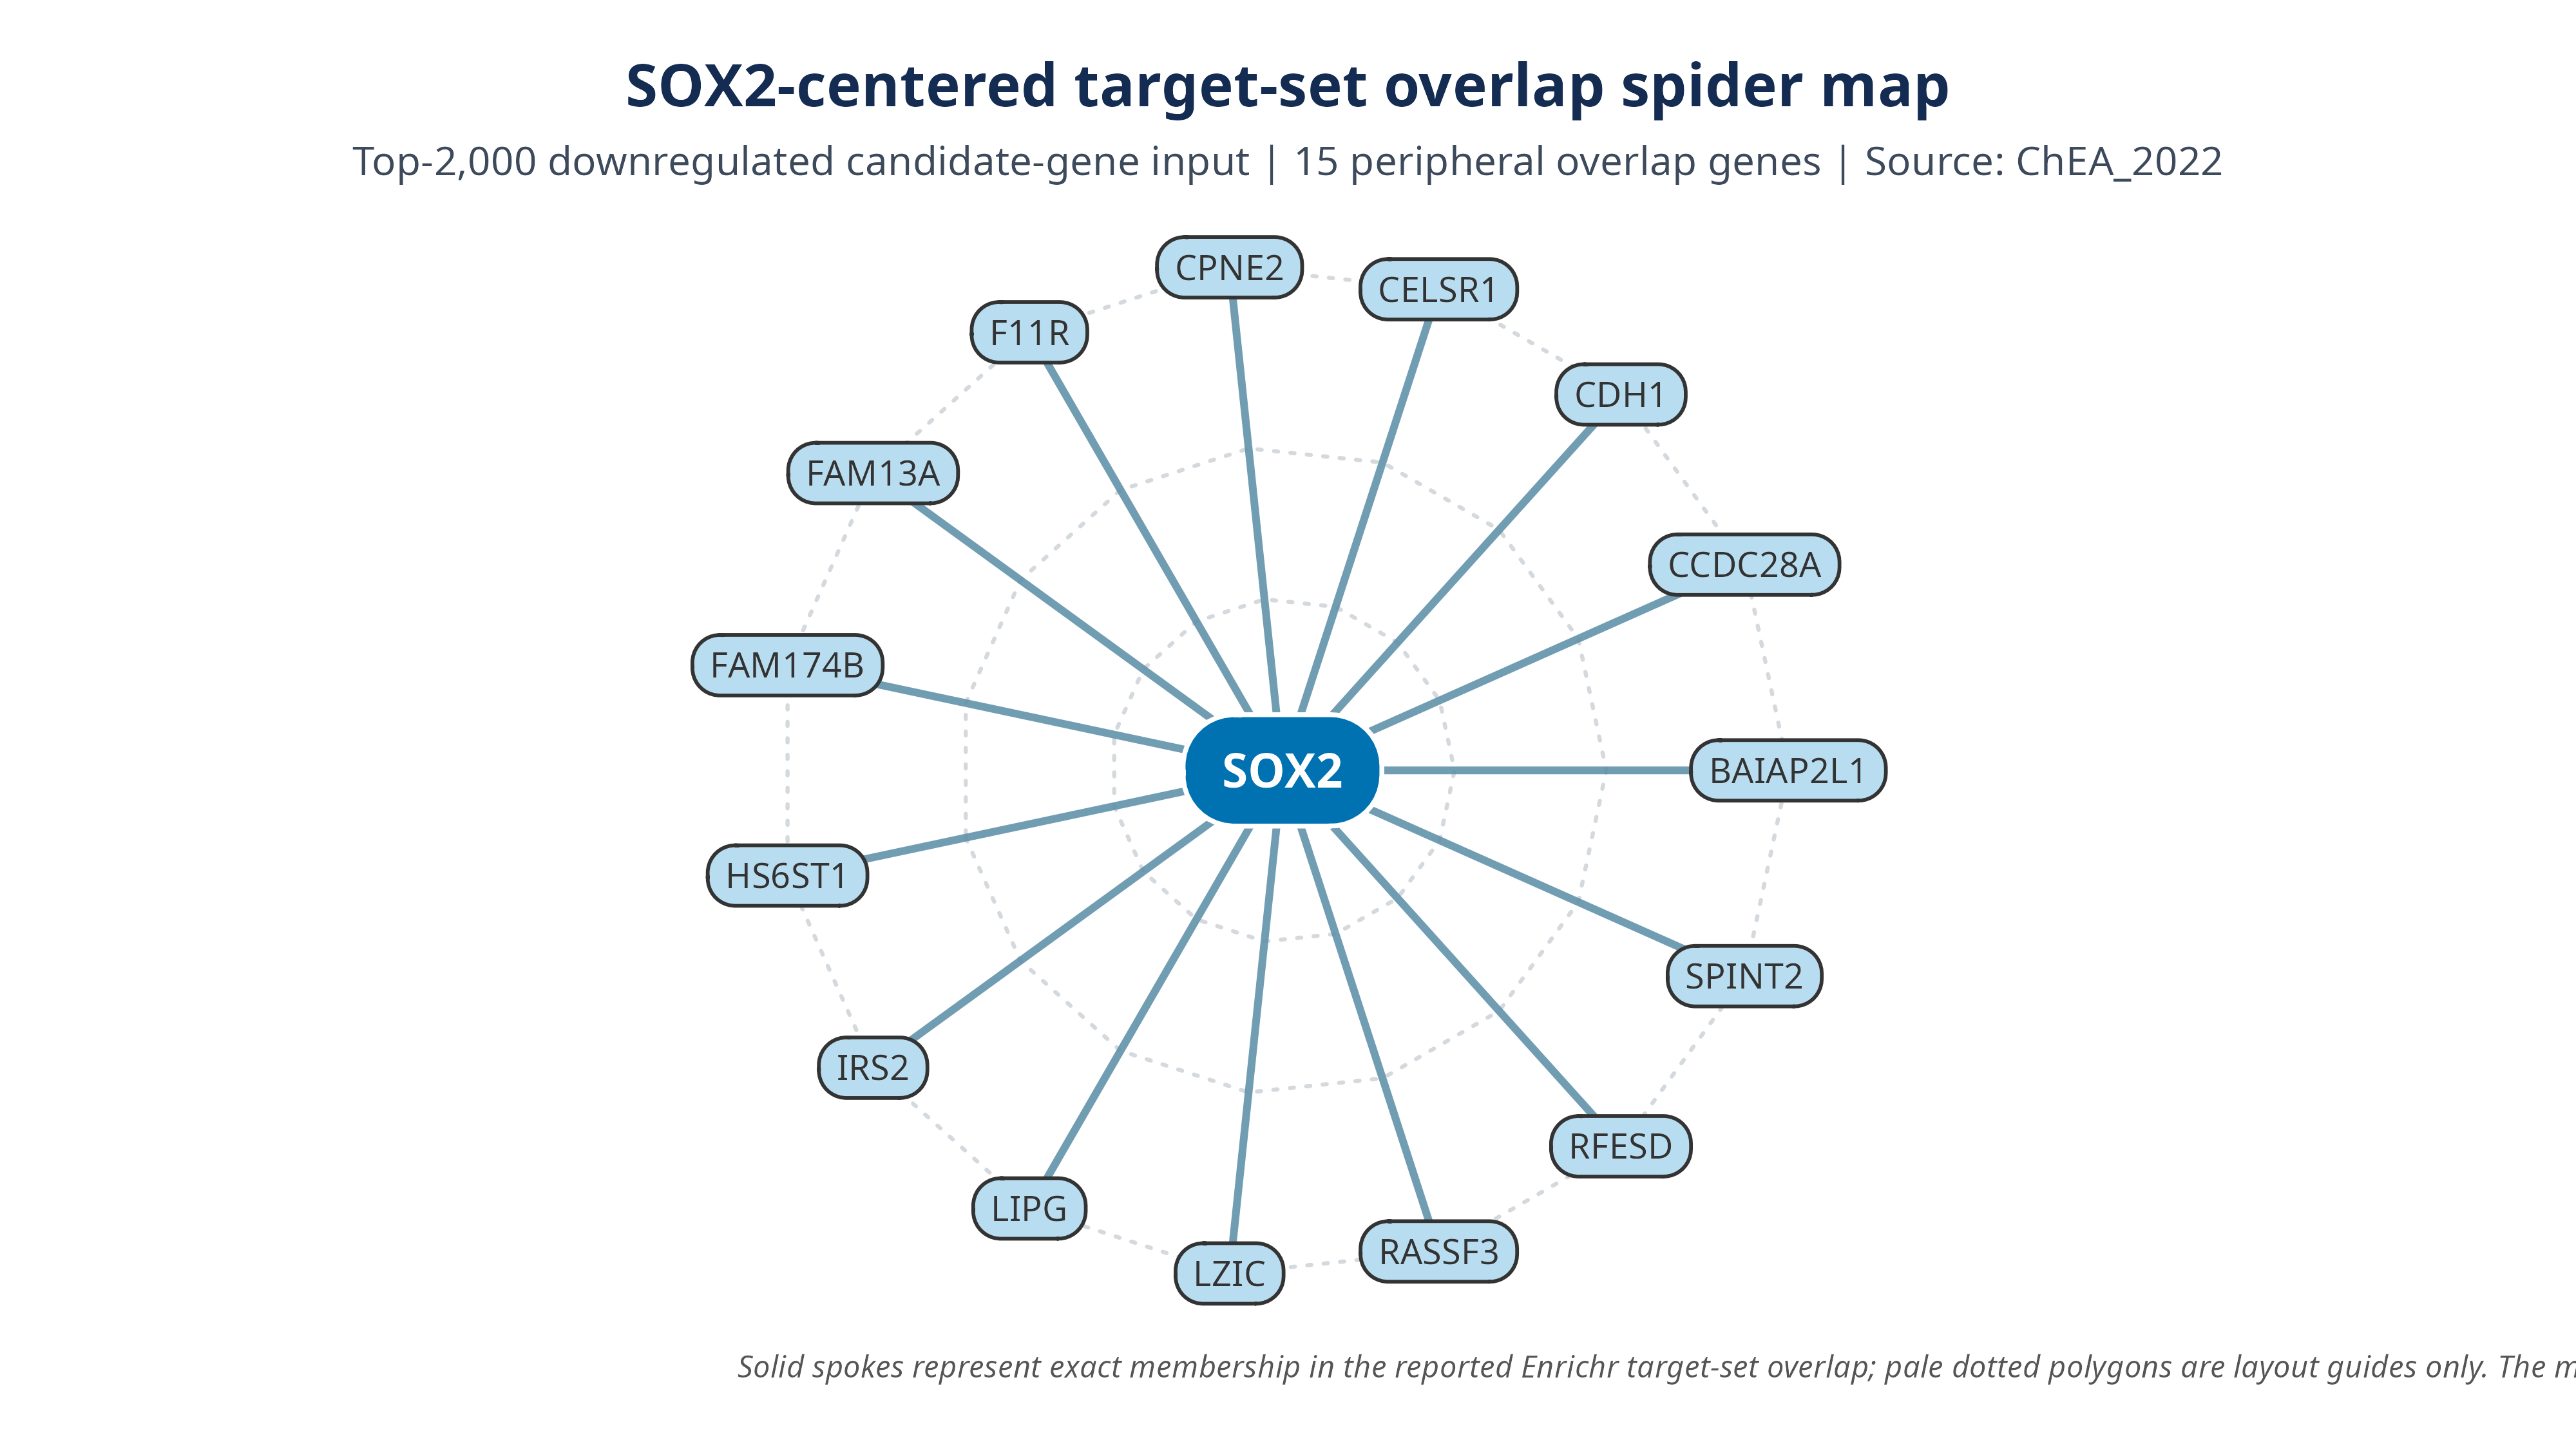 SOX2-centered target-set overlap spider map
Top-2,000 downregulated candidate-gene input | 15 peripheral overlap genes | Source: ChEA_2022
CPNE2
CELSR1
F11R
CDH1
FAM13A
CCDC28A
FAM174B
SOX2
BAIAP2L1
HS6ST1
SPINT2
IRS2
RFESD
LIPG
RASSF3
LZIC
Solid spokes represent exact membership in the reported Enrichr target-set overlap; pale dotted polygons are layout guides only. The